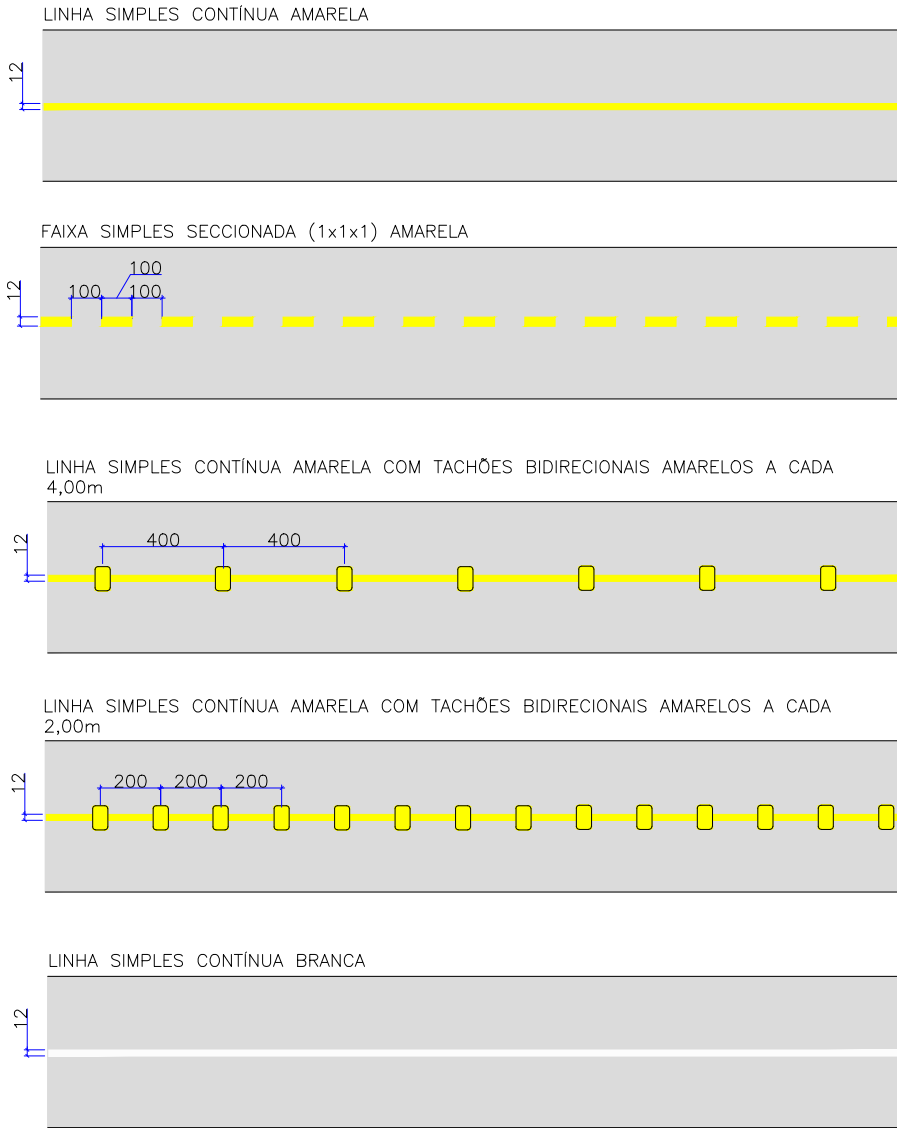 LINHA SIMPLES CONTÍNUA AMARELA
12
FAIXA SIMPLES SECCIONADA (1x1x1) AMARELA
100
12
100
100
LINHA SIMPLES CONTÍNUA AMARELA COM TACHÕES BIDIRECIONAIS AMARELOS A CADA
4,00m
12
400
400
LINHA SIMPLES CONTÍNUA AMARELA COM TACHÕES BIDIRECIONAIS AMARELOS A CADA
2,00m
12
200
200
200
LINHA SIMPLES CONTÍNUA BRANCA
12